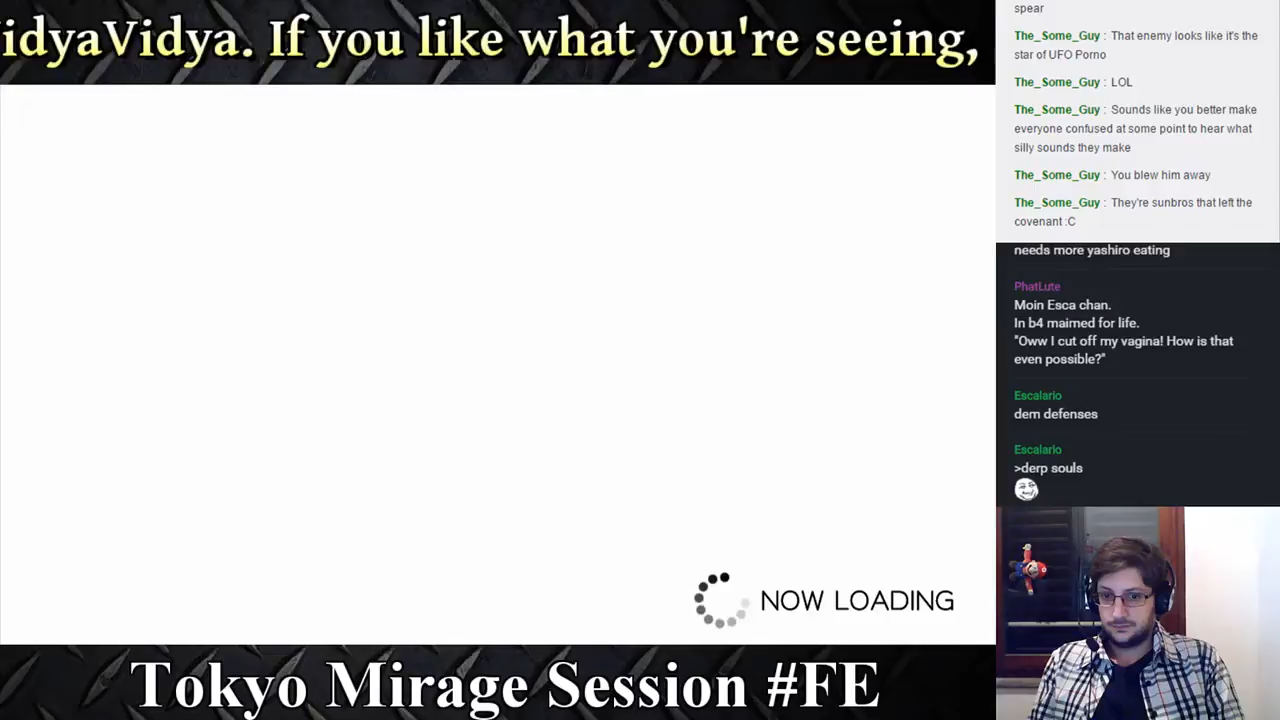 idyaVidya. If you like what you're seeing,
spear
The_Some_Guy : That enemy looks like it's the
star of UFO Porno
The_Some_Guy : LOL
The_Some_Guy : Sounds like you better make
everyone confused at some point to hear what
silly sounds they make
The_Some_Guy : You blew him away
The_Some_Guy : They're sunbros that left the
covenant :C
needs more yashiro eating
PhatLute
Moin Esca chan.
In b4 maimed for life.
"Oww I cut off my vagina! How is that
even possible?"
Escalario
dem defenses
Escalario
>derp souls
NOW LOADING
Tokyo Mirage Session #FE